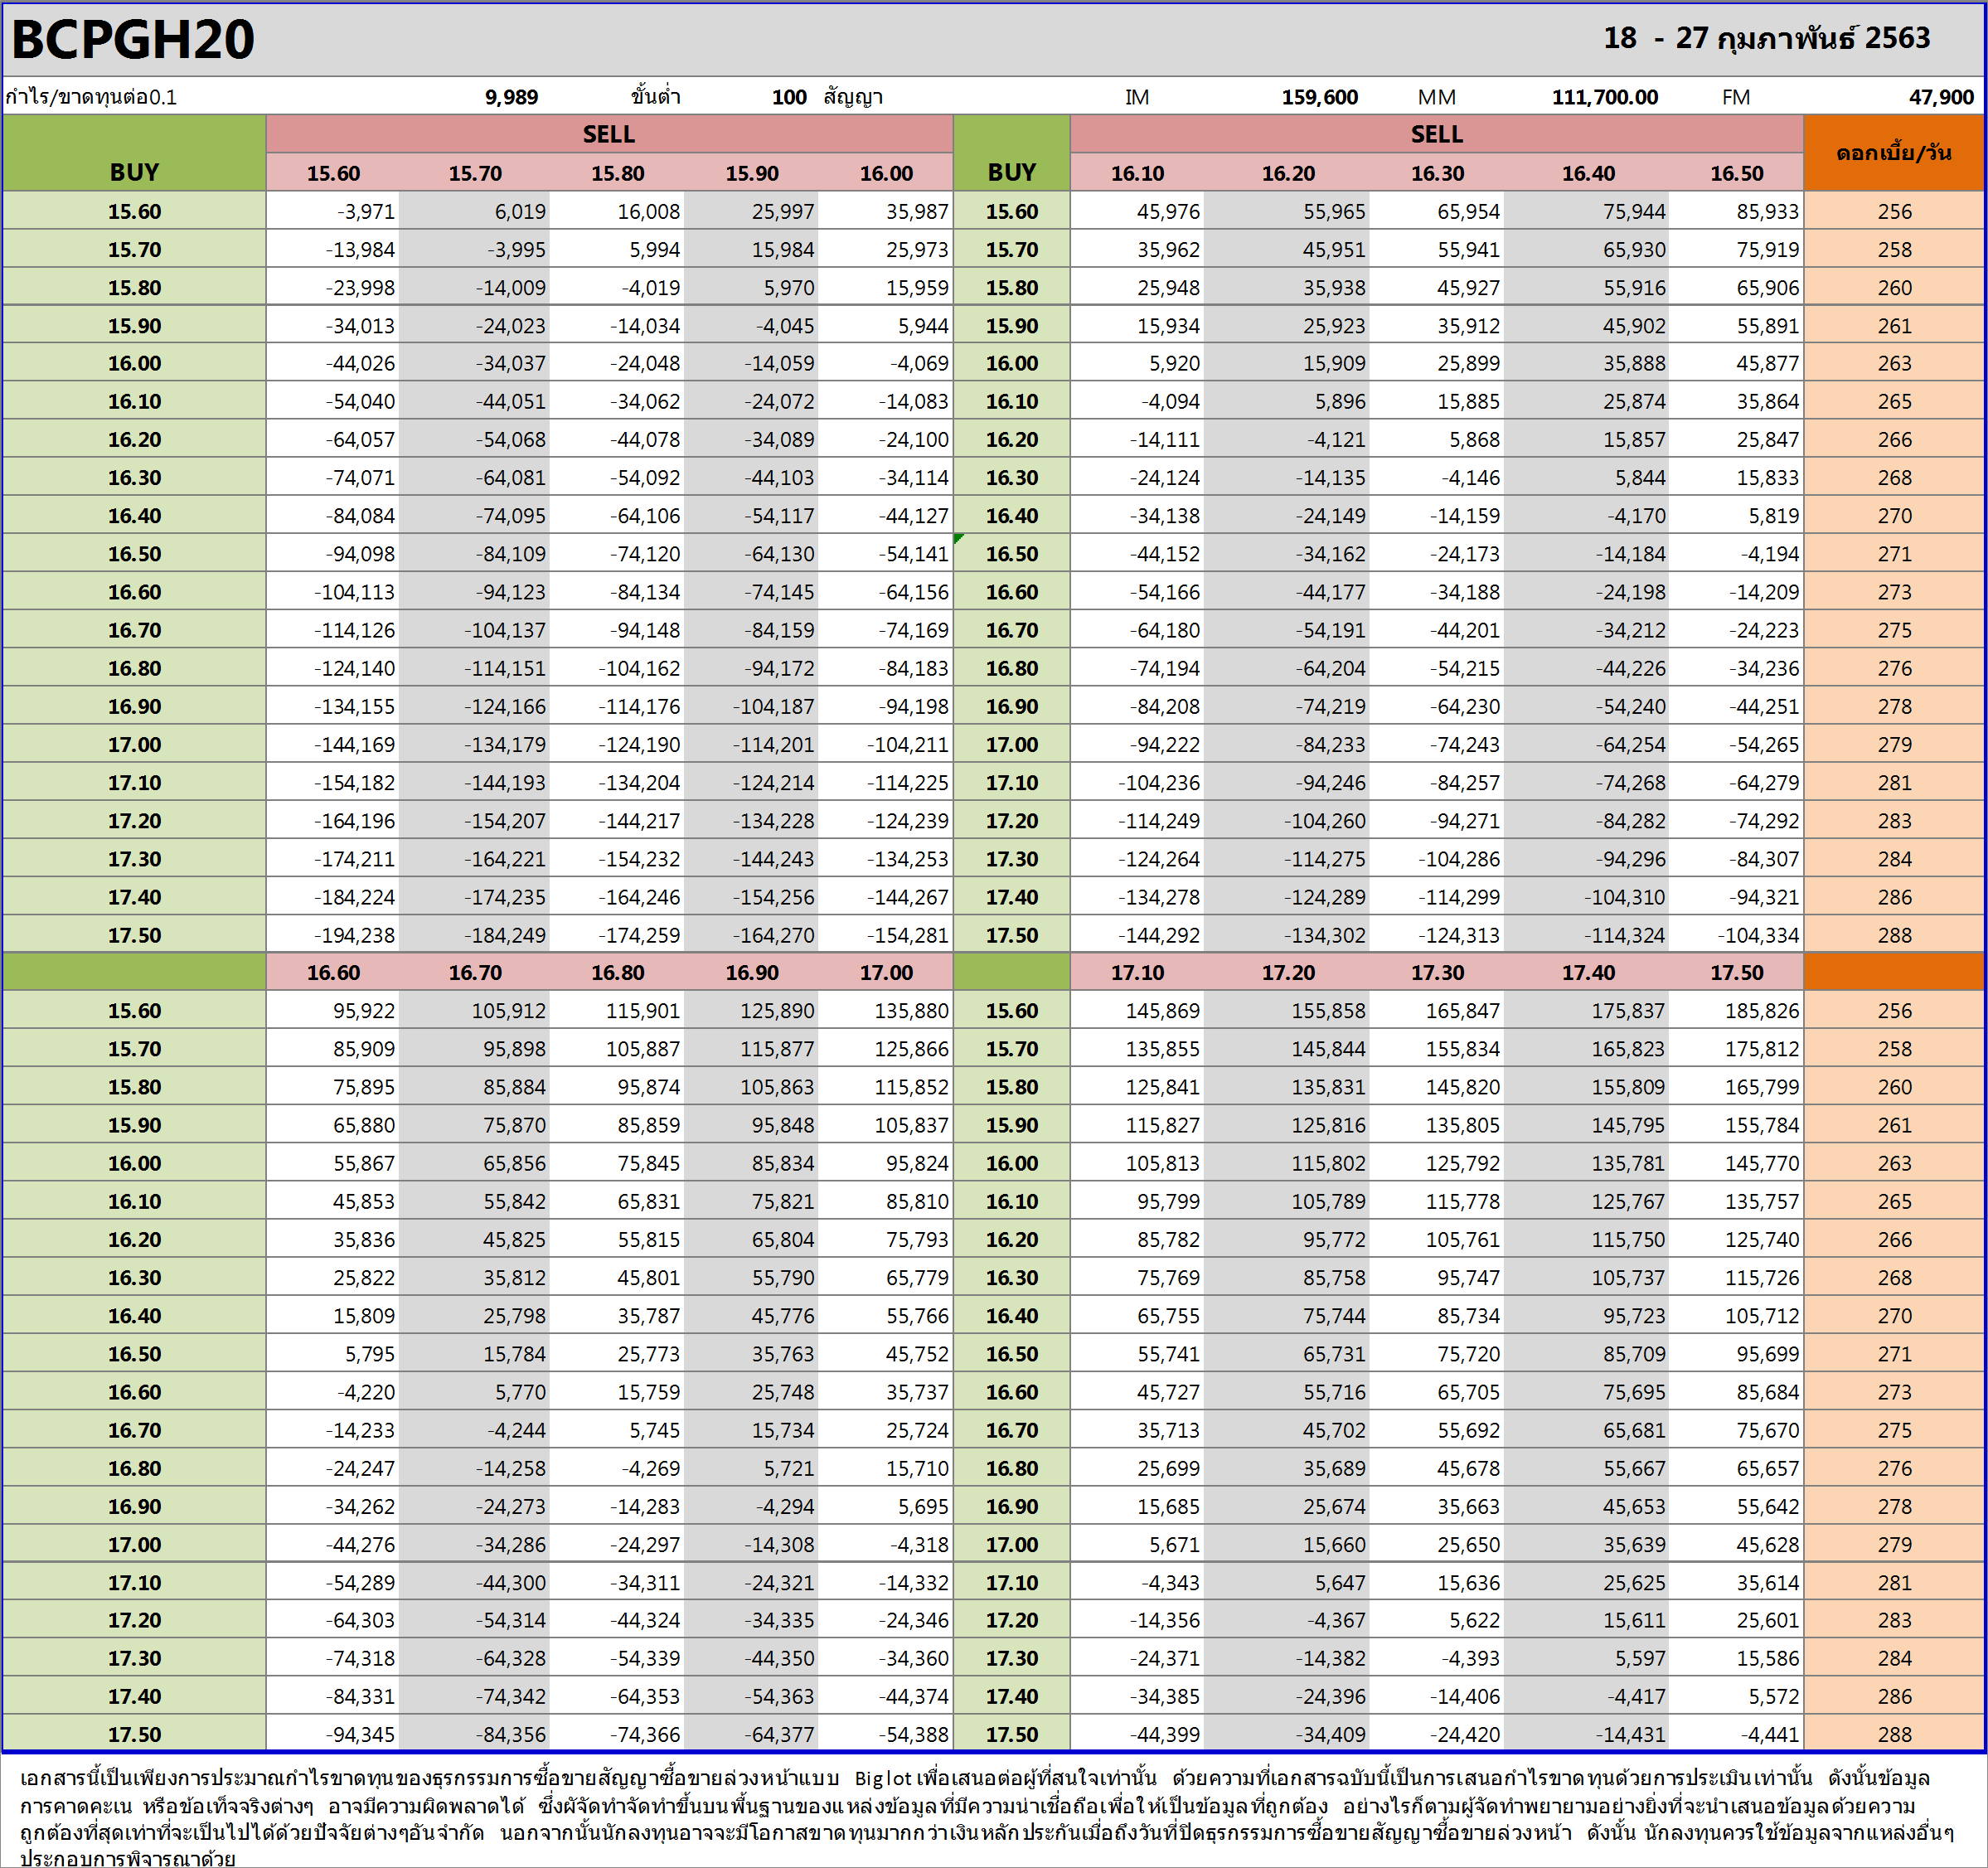 BCPGH20 18 - 27 กุมภาพันธ์ 2563
กำไร/ขาดทุนต่อ0.1 9,989 ขั้นต่ำ 100 สัญญา IM 159,600 MM 111,700.00 FM 47,900
BUY SELL BUY SELL ดอกเบี้ย/วัน
15.60 15.70 15.80 15.90 16.00 16.10 16.20 16.30 16.40 16.50
15.60 -3,971 6,019 16,008 25,997 35,987 15.60 45,976 55,965 65,954 75,944 85,933 256
15.70 -13,984 -3,995 5,994 15,984 25,973 15.70 35,962 45,951 55,941 65,930 75,919 258
15.80 -23,998 -14,009 -4,019 5,970 15,959 15.80 25,948 35,938 45,927 55,916 65,906 260
15.90 -34,013 -24,023 -14,034 -4,045 5,944 15.90 15,934 25,923 35,912 45,902 55,891 261
16.00 -44,026 -34,037 -24,048 -14,059 -4,069 16.00 5,920 15,909 25,899 35,888 45,877 263
16.10 -54,040 -44,051 -34,062 -24,072 -14,083 16.10 -4,094 5,896 15,885 25,874 35,864 265
16.20 -64,057 -54,068 -44,078 -34,089 -24,100 16.20 -14,111 -4,121 5,868 15,857 25,847 266
16.30 -74,071 -64,081 -54,092 -44,103 -34,114 16.30 -24,124 -14,135 -4,146 5,844 15,833 268
16.40 -84,084 -74,095 -64,106 -54,117 -44,127 16.40 -34,138 -24,149 -14,159 -4,170 5,819 270
16.50 -94,098 -84,109 -74,120 -64,130 -54,141 16.50 -44,152 -34,162 -24,173 -14,184 -4,194 271
16.60 -104,113 -94,123 -84,134 -74,145 -64,156 16.60 -54,166 -44,177 -34,188 -24,198 -14,209 273
16.70 -114,126 -104,137 -94,148 -84,159 -74,169 16.70 -64,180 -54,191 -44,201 -34,212 -24,223 275
16.80 -124,140 -114,151 -104,162 -94,172 -84,183 16.80 -74,194 -64,204 -54,215 -44,226 -34,236 276
16.90 -134,155 -124,166 -114,176 -104,187 -94,198 16.90 -84,208 -74,219 -64,230 -54,240 -44,251 278
17.00 -144,169 -134,179 -124,190 -114,201 -104,211 17.00 -94,222 -84,233 -74,243 -64,254 -54,265 279
17.10 -154,182 -144,193 -134,204 -124,214 -114,225 17.10 -104,236 -94,246 -84,257 -74,268 -64,279 281
17.20 -164,196 -154,207 -144,217 -134,228 -124,239 17.20 -114,249 -104,260 -94,271 -84,282 -74,292 283
17.30 -174,211 -164,221 -154,232 -144,243 -134,253 17.30 -124,264 -114,275 -104,286 -94,296 -84,307 284
17.40 -184,224 -174,235 -164,246 -154,256 -144,267 17.40 -134,278 -124,289 -114,299 -104,310 -94,321 286
17.50 -194,238 -184,249 -174,259 -164,270 -154,281 17.50 -144,292 -134,302 -124,313 -114,324 -104,334 288
16.60 16.70 16.80 16.90 17.00 17.10 17.20 17.30 17.40 17.50
15.60 95,922 105,912 115,901 125,890 135,880 15.60 145,869 155,858 165,847 175,837 185,826 256
15.70 85,909 95,898 105,887 115,877 125,866 15.70 135,855 145,844 155,834 165,823 175,812 258
15.80 75,895 85,884 95,874 105,863 115,852 15.80 125,841 135,831 145,820 155,809 165,799 260
15.90 65,880 75,870 85,859 95,848 105,837 15.90 115,827 125,816 135,805 145,795 155,784 261
16.00 55,867 65,856 75,845 85,834 95,824 16.00 105,813 115,802 125,792 135,781 145,770 263
16.10 45,853 55,842 65,831 75,821 85,810 16.10 95,799 105,789 115,778 125,767 135,757 265
16.20 35,836 45,825 55,815 65,804 75,793 16.20 85,782 95,772 105,761 115,750 125,740 266
16.30 25,822 35,812 45,801 55,790 65,779 16.30 75,769 85,758 95,747 105,737 115,726 268
16.40 15,809 25,798 35,787 45,776 55,766 16.40 65,755 75,744 85,734 95,723 105,712 270
16.50 5,795 15,784 25,773 35,763 45,752 16.50 55,741 65,731 75,720 85,709 95,699 271
16.60 -4,220 5,770 15,759 25,748 35,737 16.60 45,727 55,716 65,705 75,695 85,684 273
16.70 -14,233 -4,244 5,745 15,734 25,724 16.70 35,713 45,702 55,692 65,681 75,670 275
16.80 -24,247 -14,258 -4,269 5,721 15,710 16.80 25,699 35,689 45,678 55,667 65,657 276
16.90 -34,262 -24,273 -14,283 -4,294 5,695 16.90 15,685 25,674 35,663 45,653 55,642 278
17.00 -44,276 -34,286 -24,297 -14,308 -4,318 17.00 5,671 15,660 25,650 35,639 45,628 279
17.10 -54,289 -44,300 -34,311 -24,321 -14,332 17.10 -4,343 5,647 15,636 25,625 35,614 281
17.20 -64,303 -54,314 -44,324 -34,335 -24,346 17.20 -14,356 -4,367 5,622 15,611 25,601 283
17.30 -74,318 -64,328 -54,339 -44,350 -34,360 17.30 -24,371 -14,382 -4,393 5,597 15,586 284
17.40 -84,331 -74,342 -64,353 -54,363 -44,374 17.40 -34,385 -24,396 -14,406 -4,417 5,572 286
17.50 -94,345 -84,356 -74,366 -64,377 -54,388 17.50 -44,399 -34,409 -24,420 -14,431 -4,441 288
เอกสารนี้เป็นเพียงการประมาณกำไรขาดทุนของธุรกรรมการซื้อขายสัญญาซื้อขายล่วงหน้าแบบ Biglot เพื่อเสนอต่อผู้ที่สนใจเท่านั้น ด้วยความที่เอกสารฉบับนี้เป็นการเสนอกำไรขาดทุนด้วยการประเมินเท่านั้น ดังนั้นข้อมูล
การคาดคะเน หรือข้อเท็จจริงต่างๆ อาจมีความผิดพลาดได้ ซึ่งผัจัดทำจัดทำขึ้นบนพื้นฐานของแหล่งข้อมูลที่มีความน่าเชื่อถือเพื่อให้เป็นข้อมูลที่ถูกต้อง อย่างไรก็ตามผู้จัดทำพยายามอย่างยิ่งที่จะนำเสนอข้อมูลด้วยความ
ถูกต้องที่สุดเท่าที่จะเป็นไปได้ด้วยปัจจัยต่างๆอันจำกัด นอกจากนั้นนักลงทุนอาจจะมีโอกาสขาดทุนมากกว่าเงินหลักประกันเมื่อถึงวันที่ปิดธุรกรรมการซื้อขายสัญญาซื้อขายล่วงหน้า ดังนั้น นักลงทุนควรใช้ข้อมูลจากแหล่งอื่นๆ
ประกอบการพิจารณาด้วย